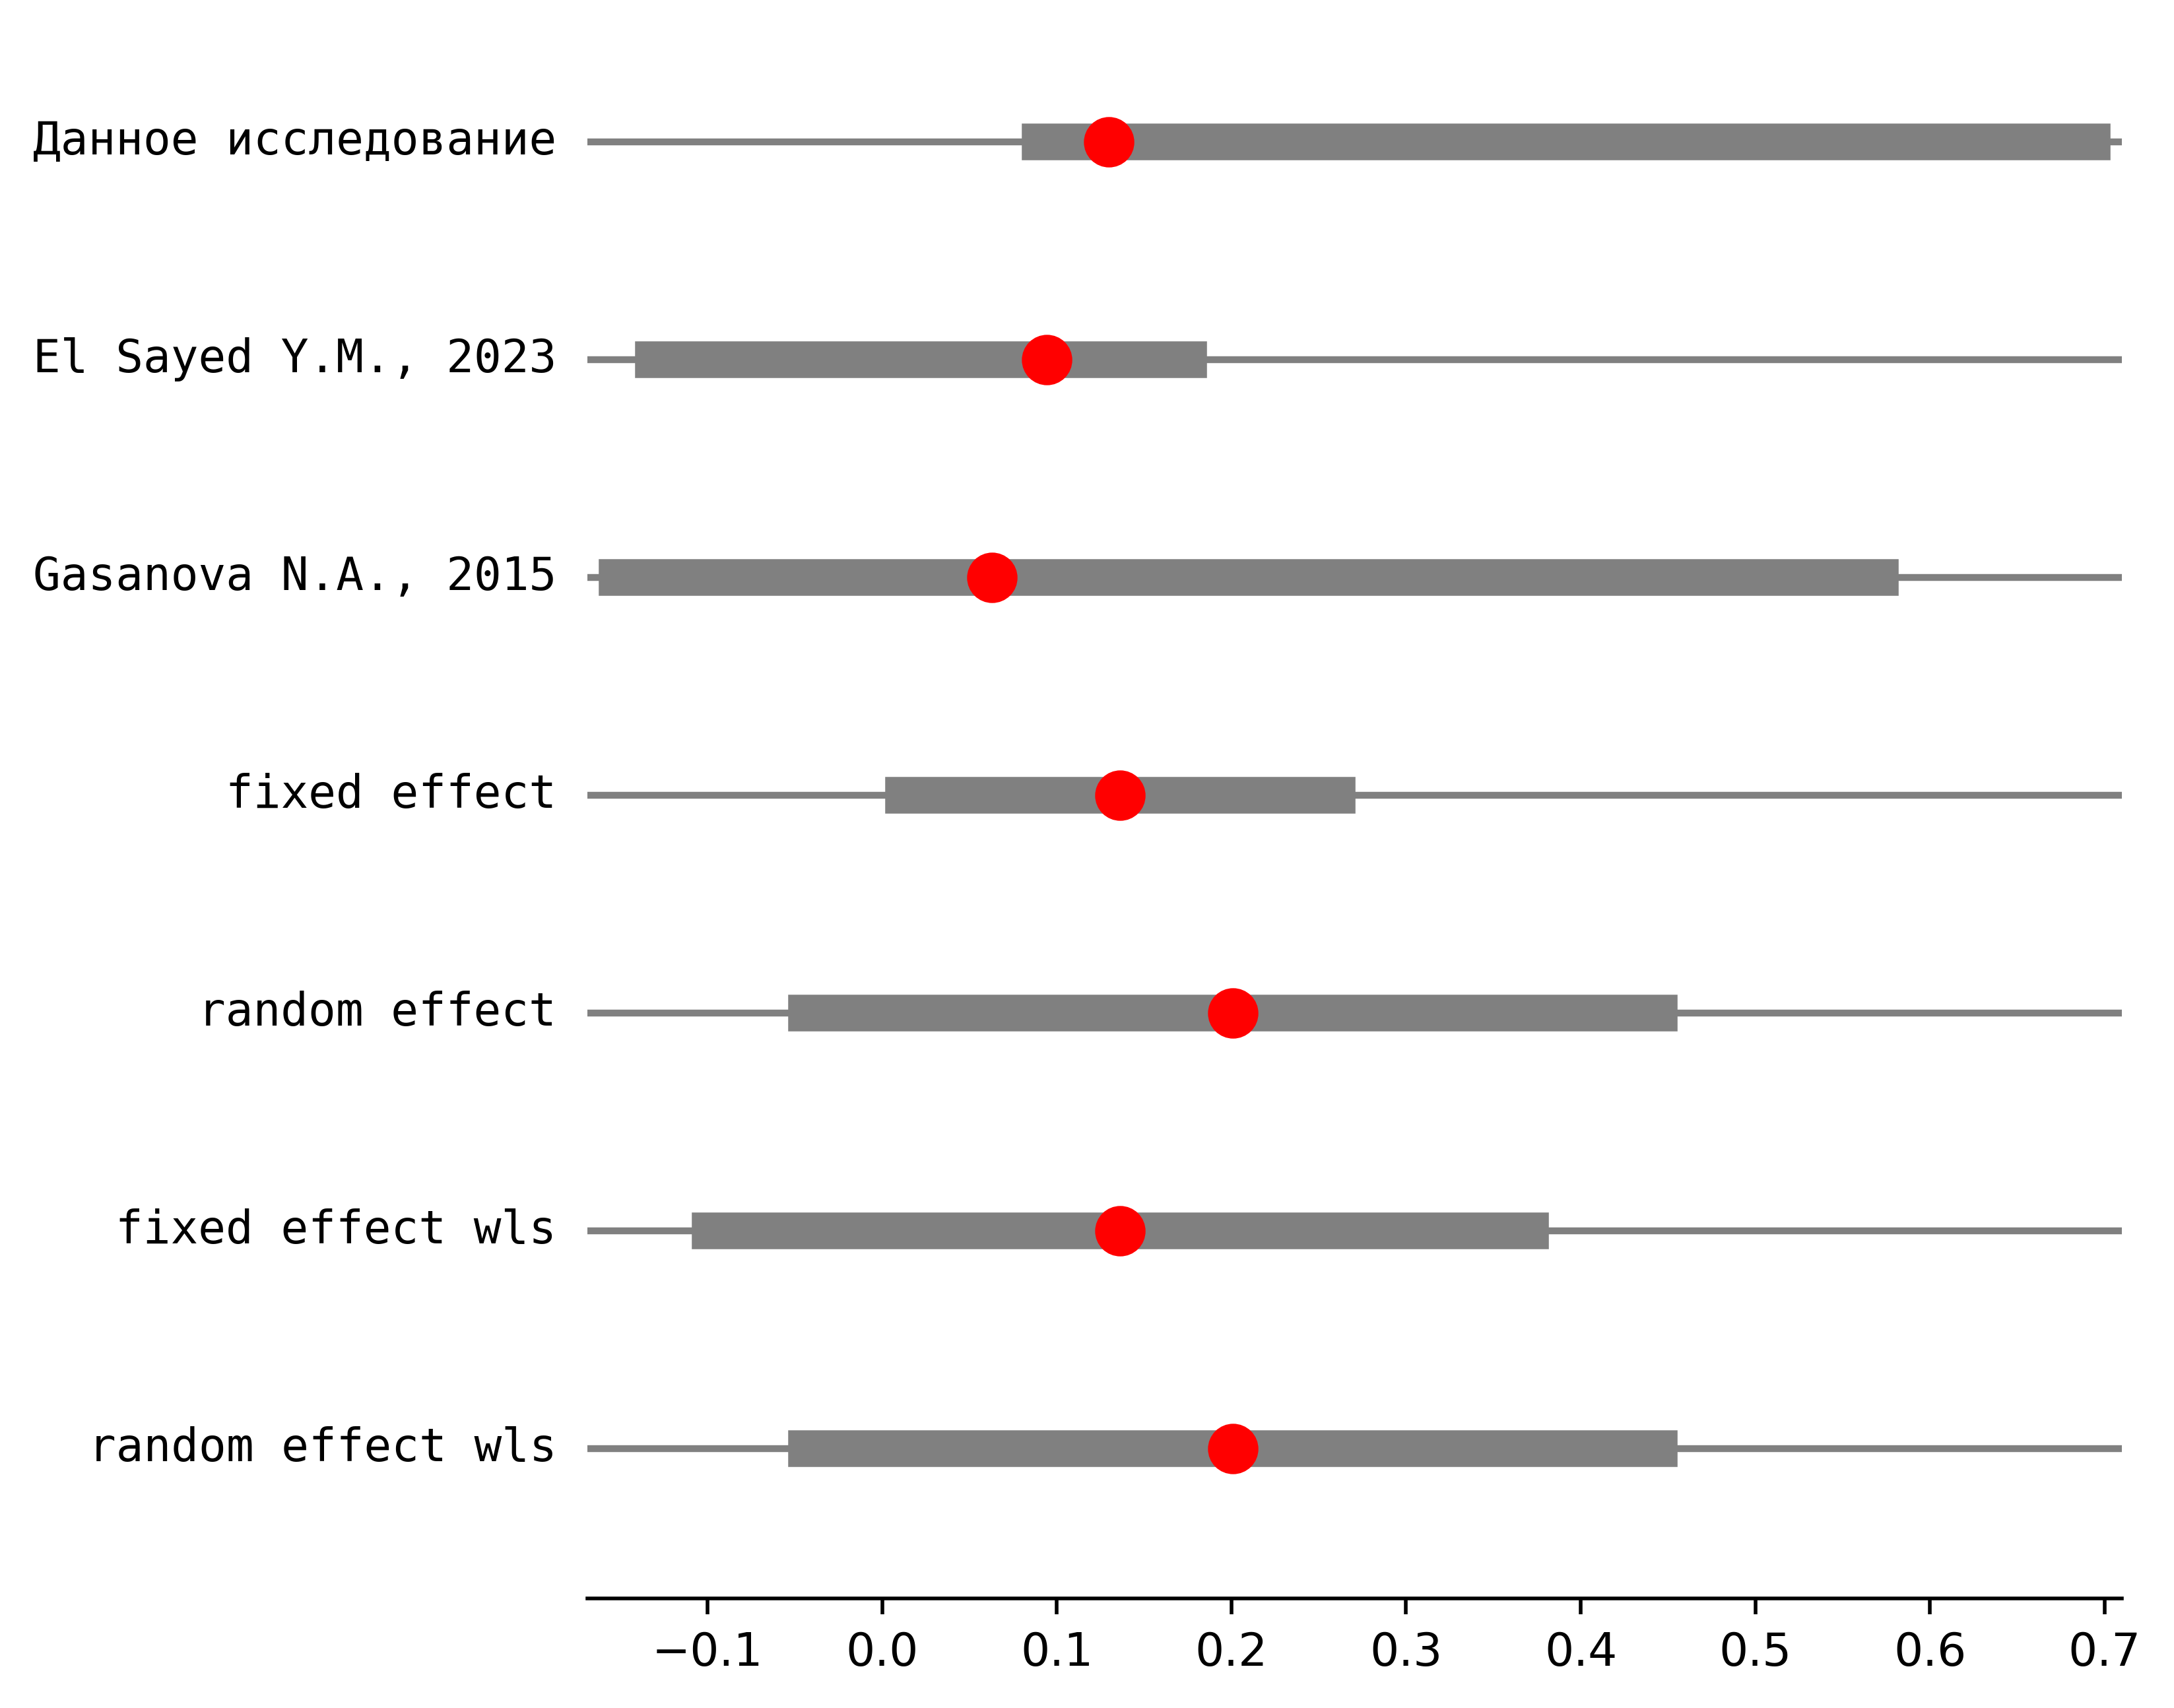 Данное исследование
El Sayed Y.M., 2023
Gasanova N.A., 2015
fixed effect
random effect
fixed effect wls
random effect wls
−0.1 0.0 0.1 0.2 0.3 0.4 0.5 0.6 0.7